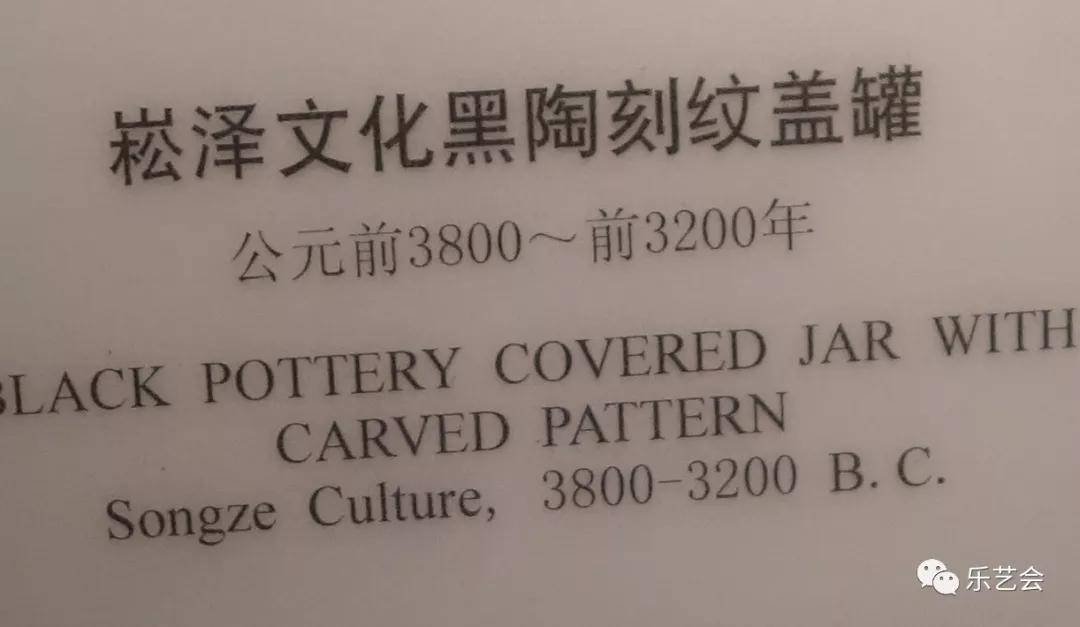 崧泽文化黑陶刻纹盖罐
公元前3800～前3200年
BLACK POTTERY COVERED JAR WITH
CARVED PATTERN
Songze Culture, 3800-3200 B.C.
乐艺会